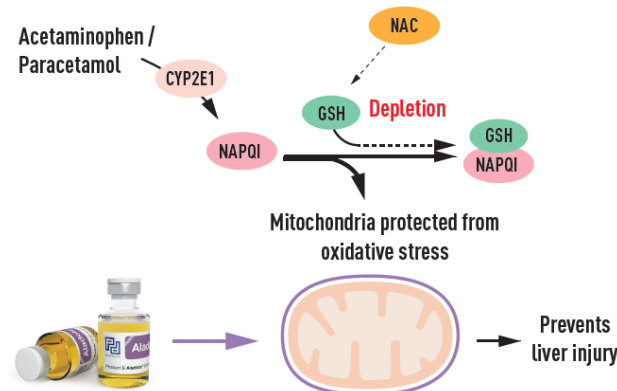 Acetaminophen /
Paracetamol
NAC
CYP2E1
GSH
Depletion
GSH
NAPQI
NAPQI
Mitochondria protected from
oxidative stress
Prevents
liver injury